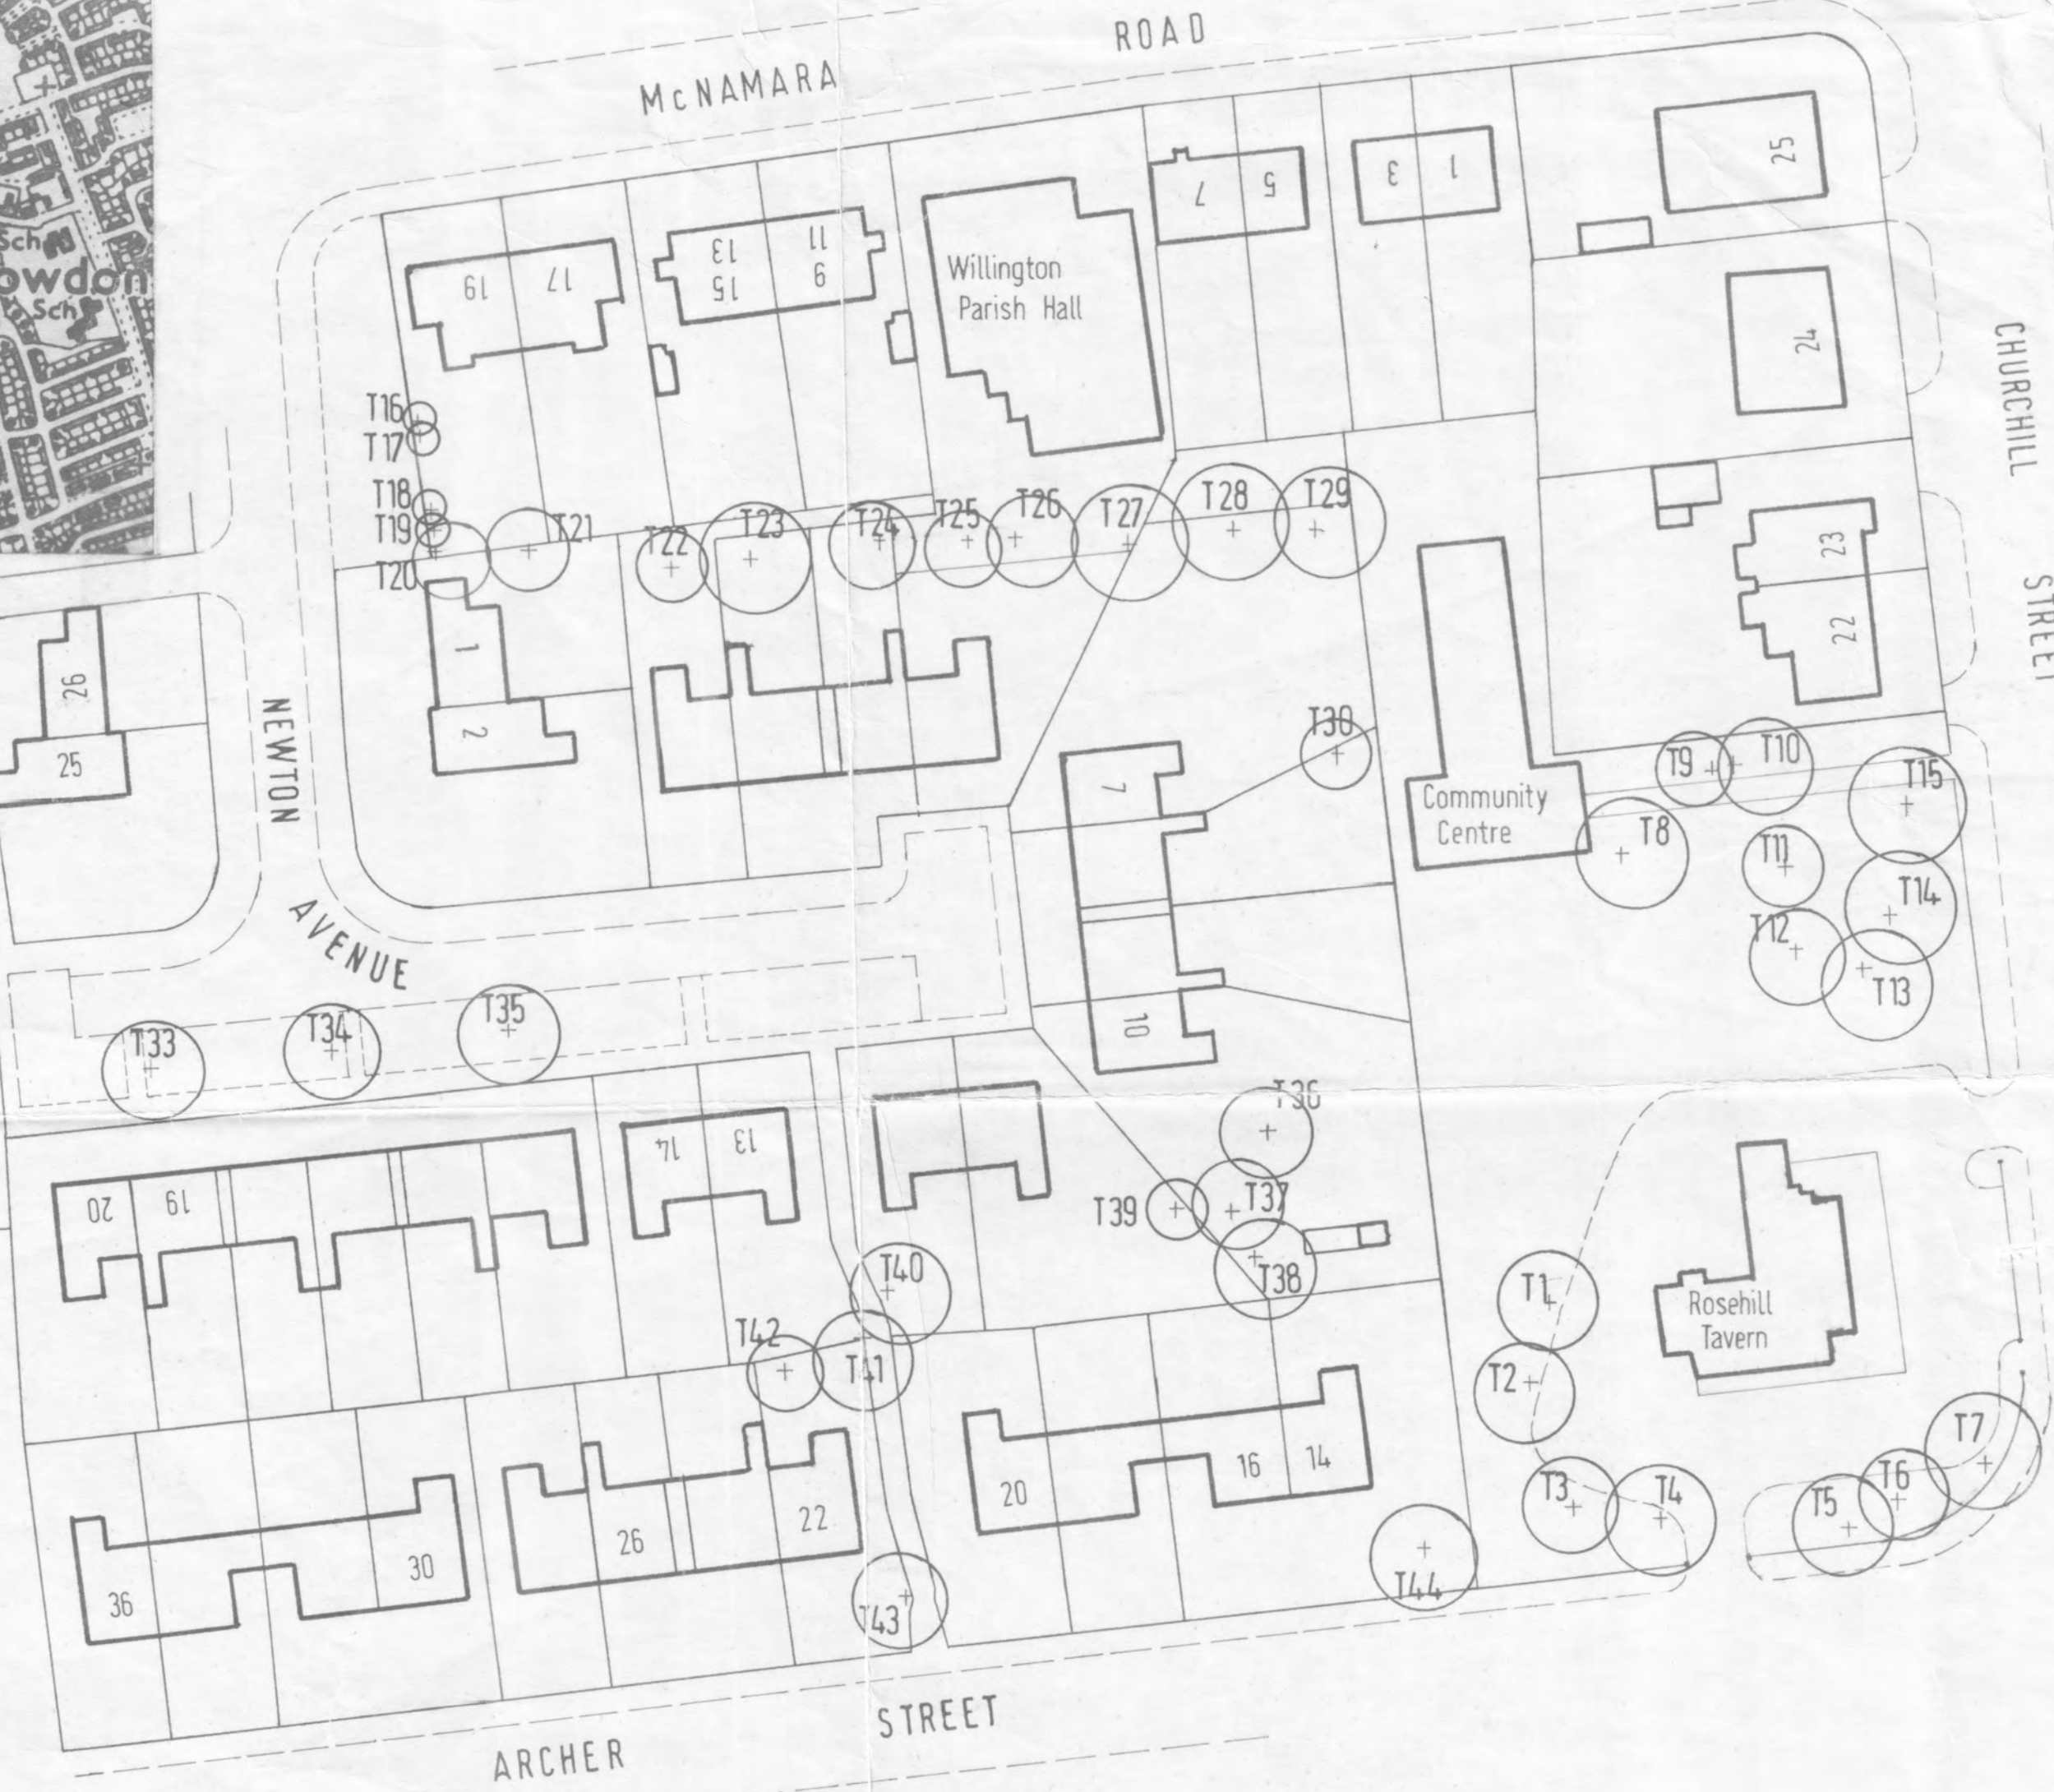 ROAD
McNAMARA
Sch
owdon
Sch
25
7
5
3
1
13
11
15
9
19
17
Willington
Parish Hall
24
CHURCHILL
STREET
T16
T17
T18
T19
T20
T21
T22
T23
T24
T25
T26
T27
T28
T29
23
22
1
2
26
25
NEWTON
AVENUE
T30
7
10
Community
Centre
T9
T10
T15
T8
T11
T14
T12
T13
T33
T34
T35
T36
T37
T39
T38
20
19
14
13
T40
T42
T41
T1
T2
Rosehill
Tavern
T3
T4
T5
T6
T7
20
16
14
36
30
26
22
T43
T44
STREET
ARCHER